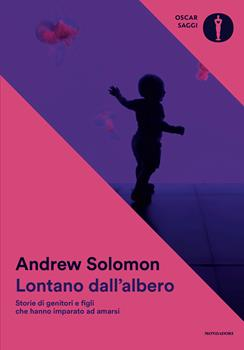 OSCAR
SAGGI
Andrew Solomon
Lontano dall'albero
Storie di genitori e figli
che hanno imparato ad amarsi
MONDADORI